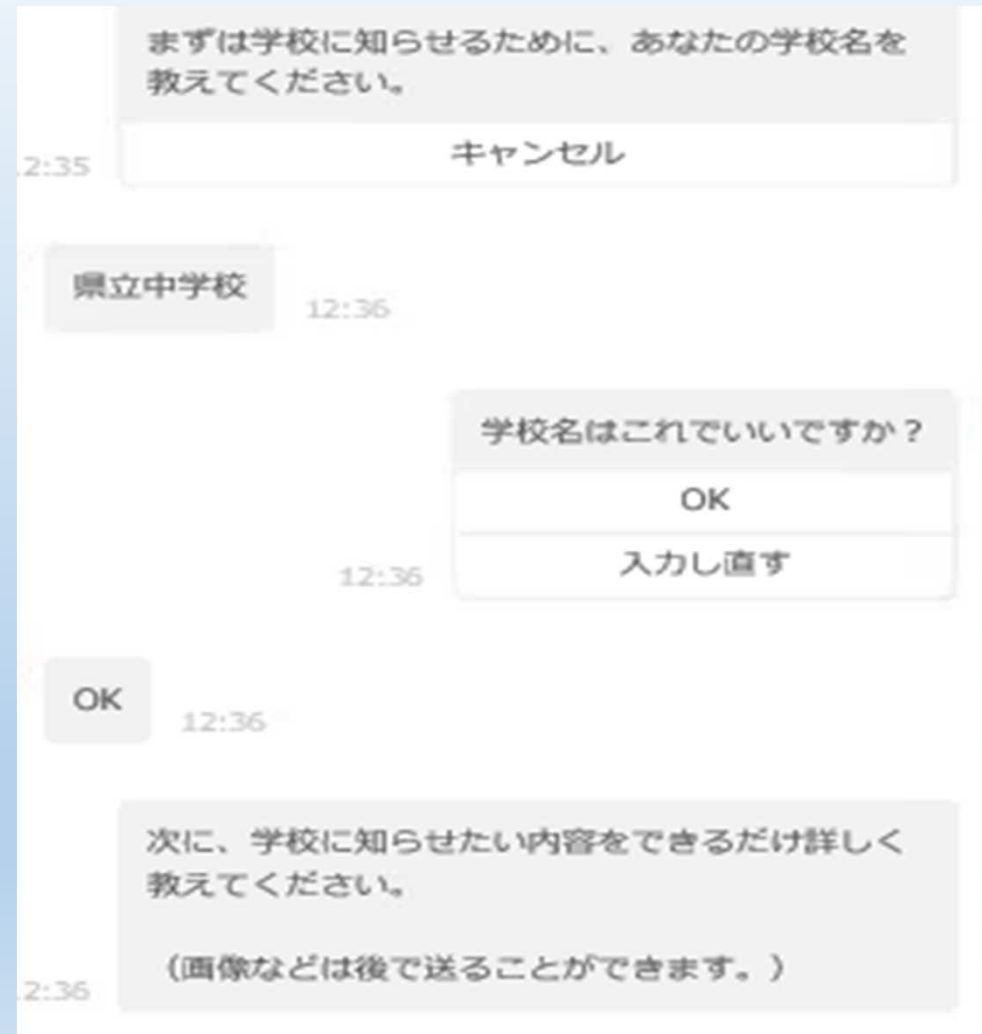 まずは学校に知らせるために、あなたの学校名を
教えてください。
キャンセル
2:35
県立中学校
12:36
学校名はこれでいいですか？
OK
入力し直す
12:36
OK
12:36
次に、学校に知らせたい内容をできるだけ詳しく
教えてください。
（画像などは後で送ることができます。）
2:36